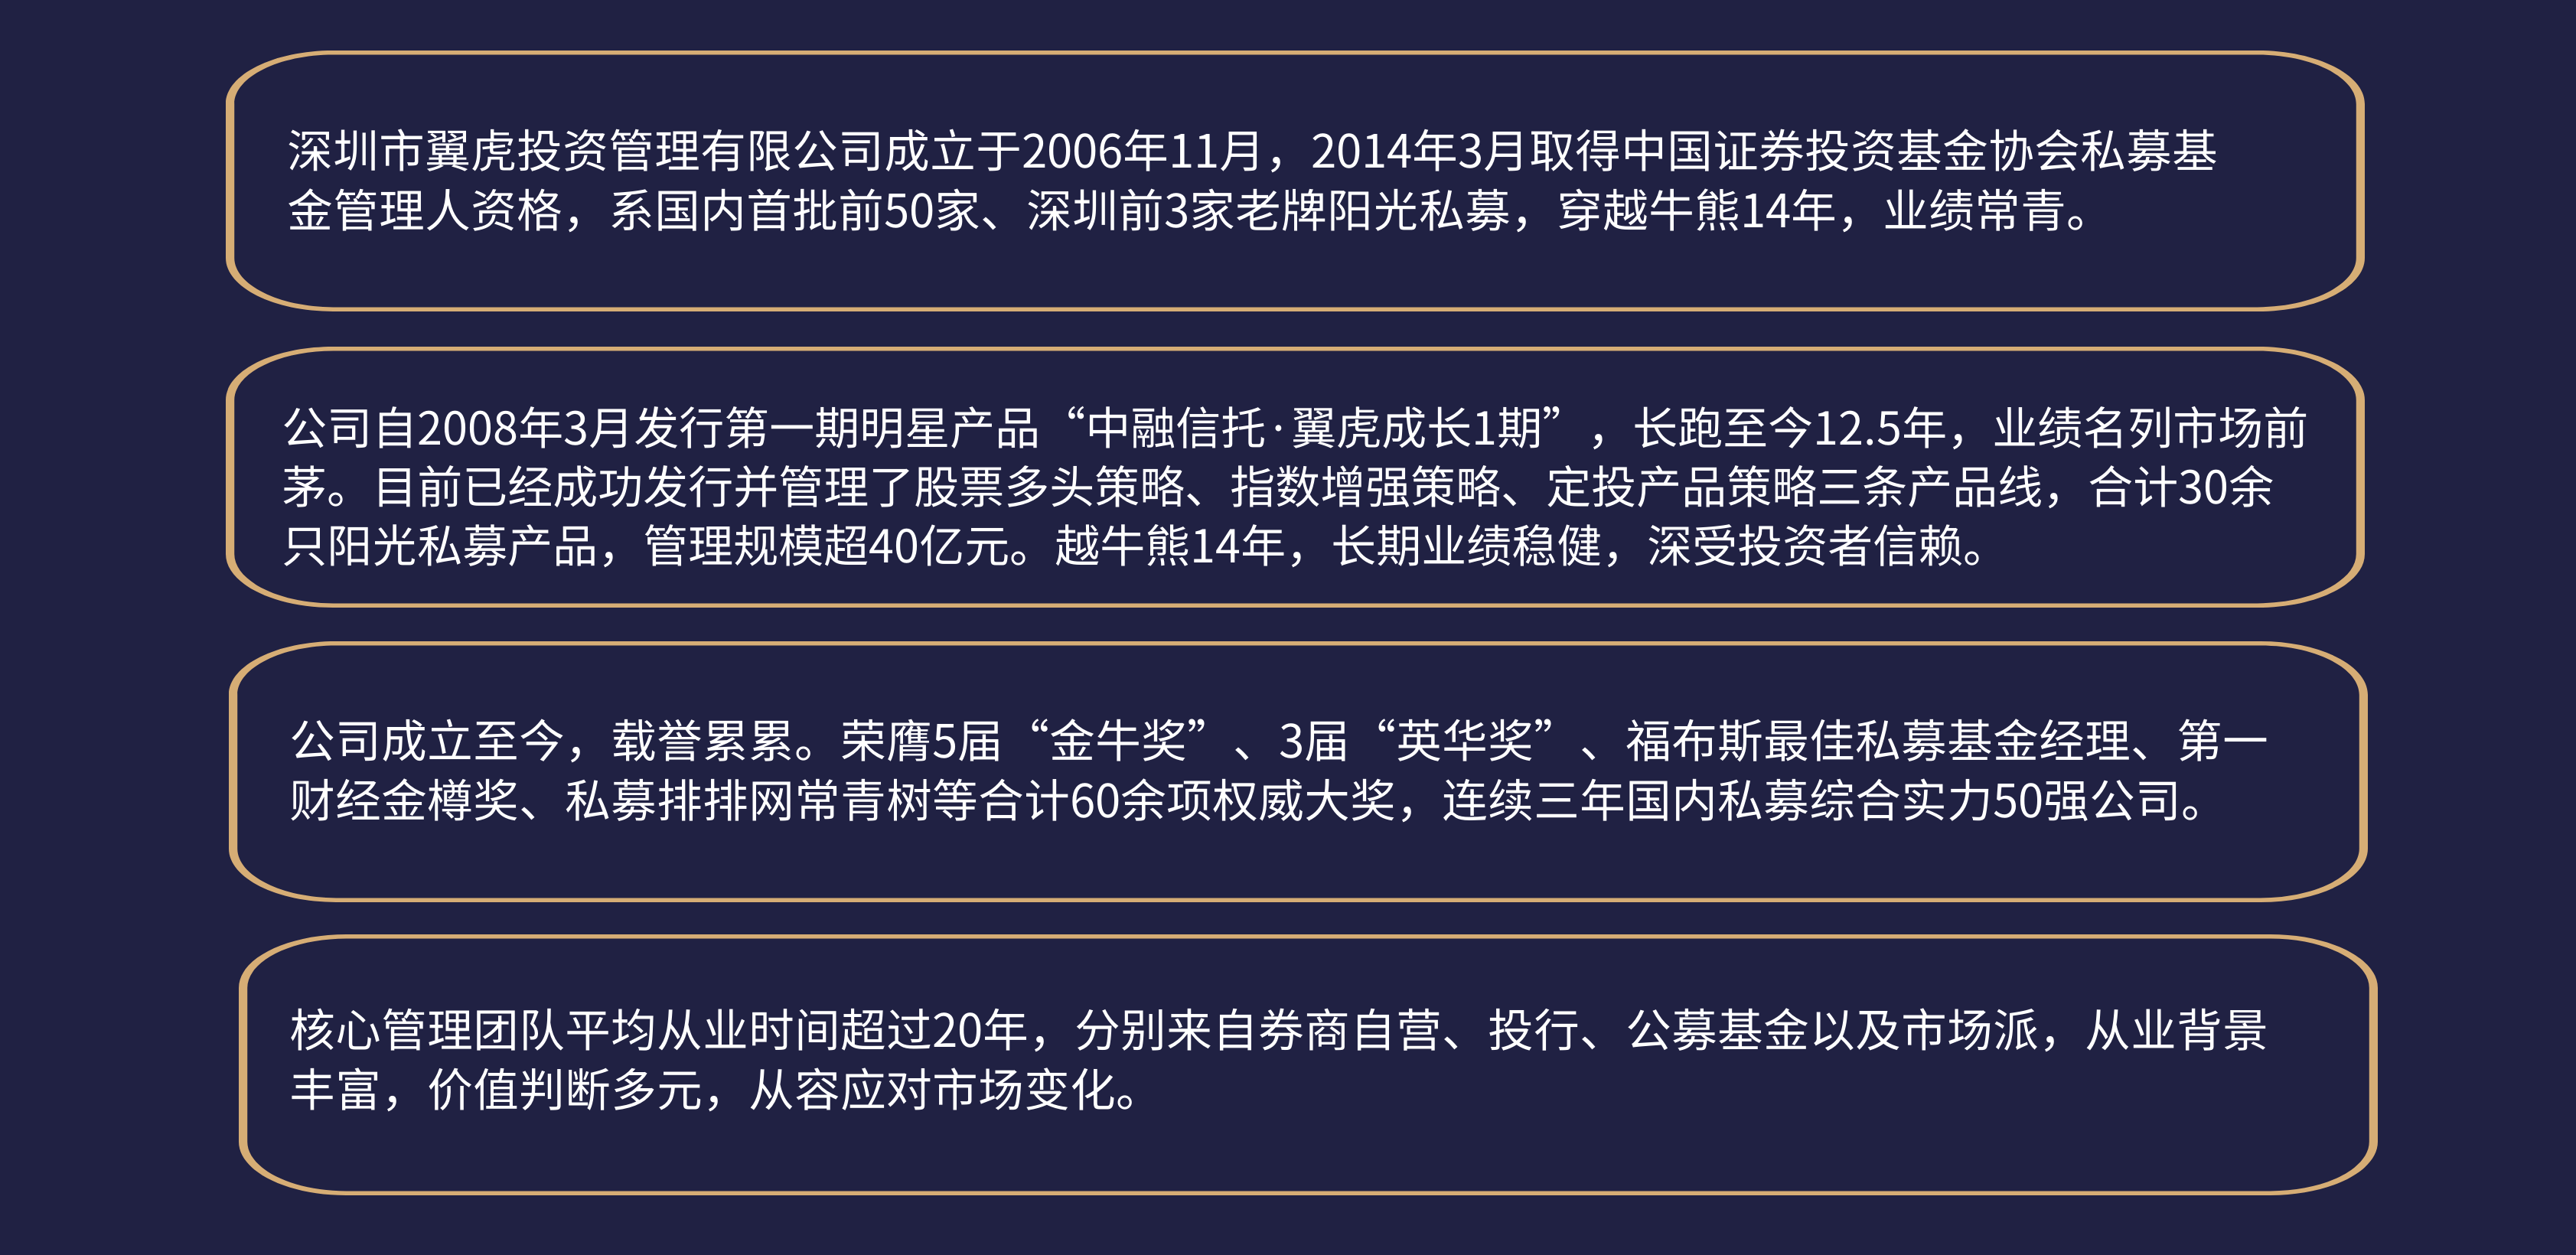 深圳市翼虎投资管理有限公司成立于2006年11月，2014年3月取得中国证券投资基金协会私募基
金管理人资格，系国内首批前50家、深圳前3家老牌阳光私募，穿越牛熊14年，业绩常青。
公司自2008年3月发行第一期明星产品“中融信托·翼虎成长1期”，长跑至今12.5年，业绩名列市场前
茅。目前已经成功发行并管理了股票多头策略、指数增强策略、定投产品策略三条产品线，合计30余
只阳光私募产品，管理规模超40亿元。越牛熊14年，长期业绩稳健，深受投资者信赖。
公司成立至今，载誉累累。荣膺5届“金牛奖”、3届“英华奖”、福布斯最佳私募基金经理、第一
财经金樽奖、私募排排网常青树等合计60余项权威大奖，连续三年国内私募综合实力50强公司。
核心管理团队平均从业时间超过20年，分别来自券商自营、投行、公募基金以及市场派，从业背景
丰富，价值判断多元，从容应对市场变化。